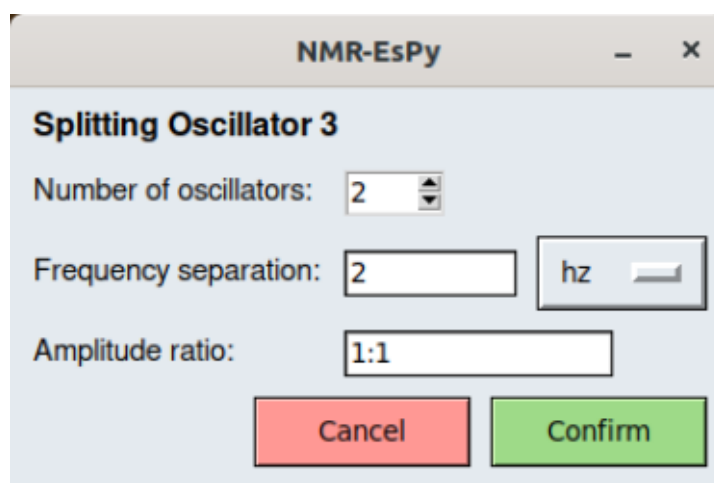 NMR-EsPy
Splitting Oscillator 3
Number of oscillators: 2
Frequency separation: 2 hz
Amplitude ratio: 1:1
Cancel Confirm